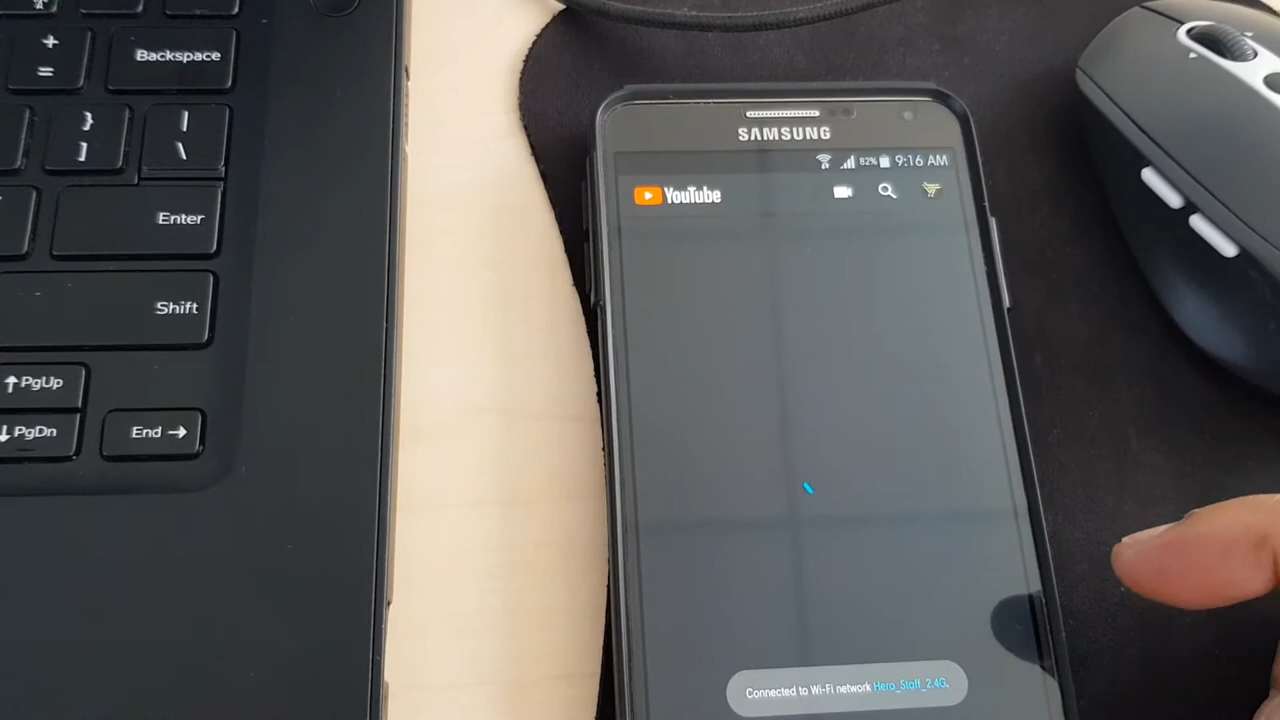 +
=
Backspace
}
]
|
\
Enter
Shift
↑PgUp
↓PgDn
End →
SAMSUNG
82% 9:16 AM
YouTube
Connected to Wi-Fi network Hero_Staff_2.4G.